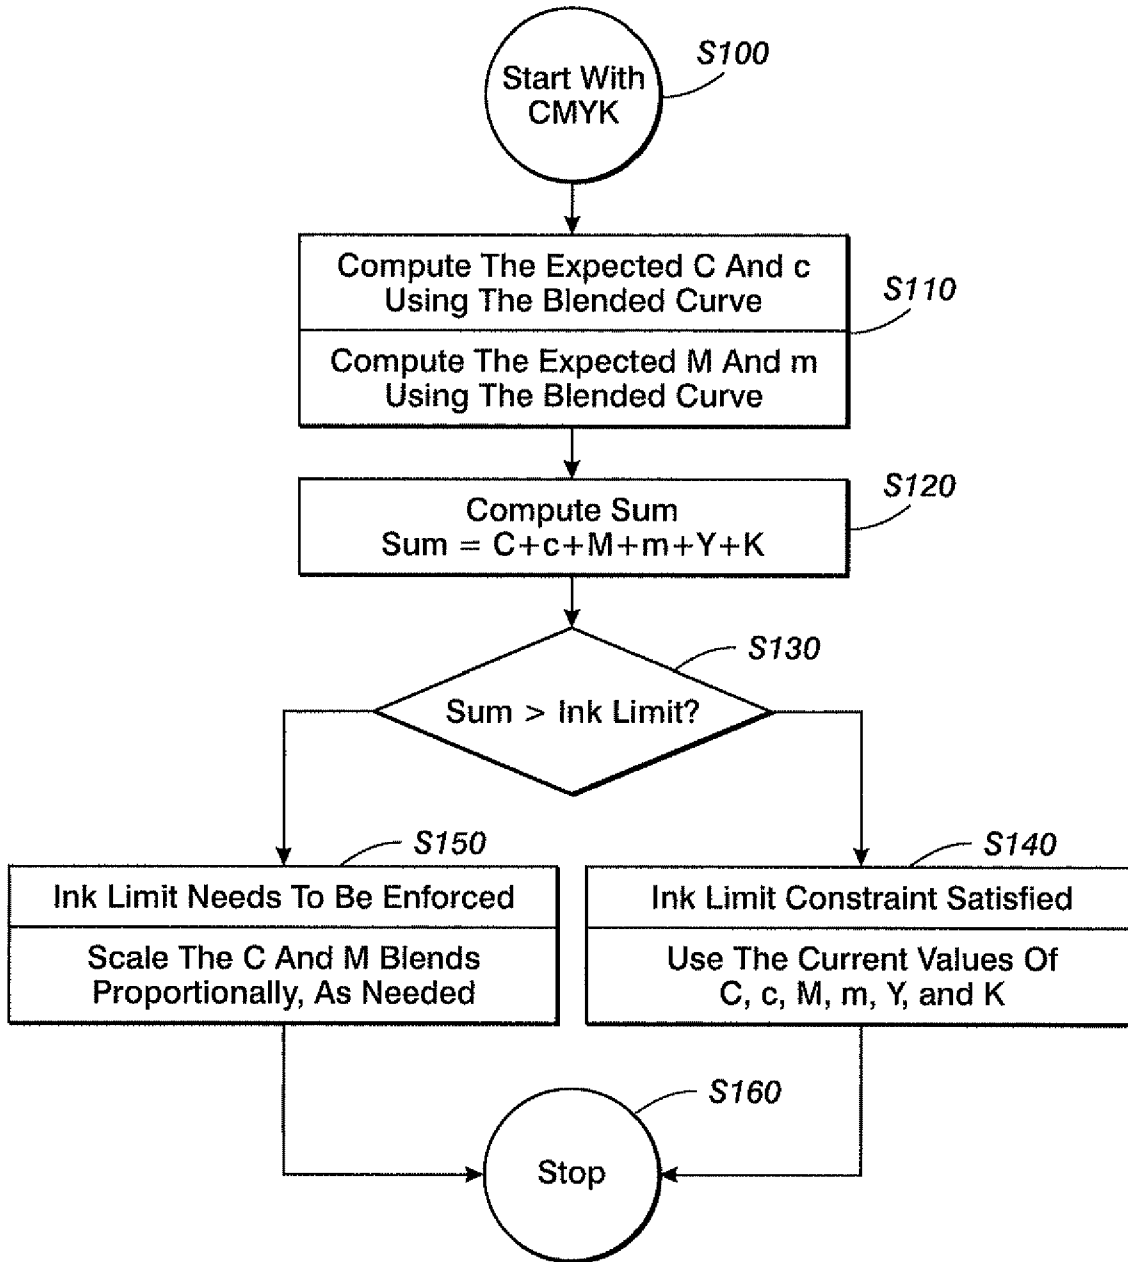 S100
Start With
CMYK
Compute The Expected C And c
Using The Blended Curve
S110
Compute The Expected M And m
Using The Blended Curve
S120
Compute Sum
Sum = C+c+M+m+Y+K
S130
Sum > Ink Limit?
S150
Ink Limit Needs To Be Enforced
Scale The C And M Blends
Proportionally, As Needed
S140
Ink Limit Constraint Satisfied
Use The Current Values Of
C, c, M, m, Y, and K
S160
Stop